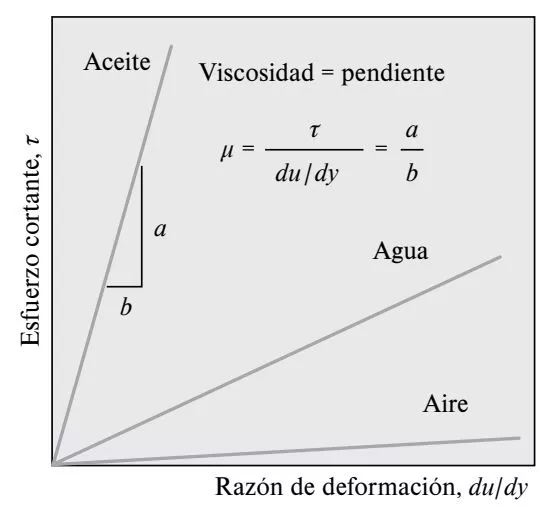 Aceite
Viscosidad = pendiente
μ = τ / du/dy = a / b
a
b
Agua
Aire
Esfuerzo cortante, τ
Razón de deformación, du/dy